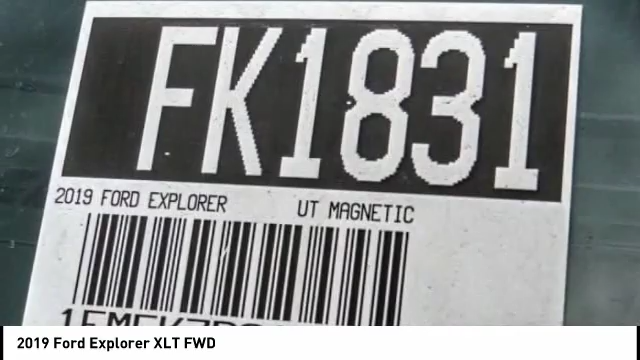 FK1831
2019 FORD EXPLORER UT MAGNETIC
2019 Ford Explorer XLT FWD